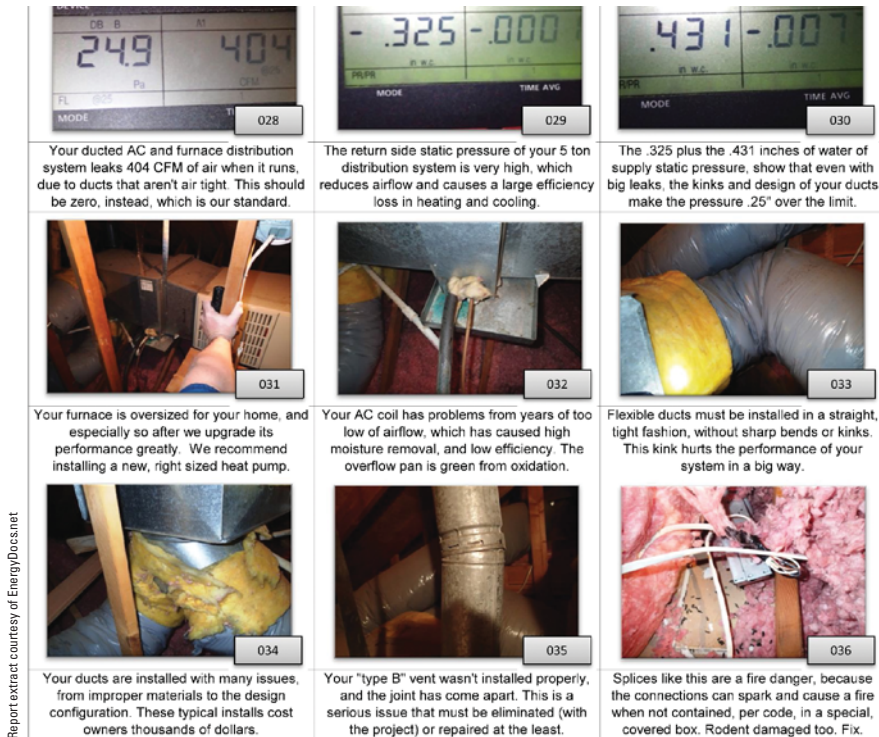 DEVICE
DB B A1
24.9 404
Pa CFM
FL @25 @25
MODE TI
028
- .325 -.000
in w.c. in w.c.
PR/PR
MODE TIME AVG
029
.431 -.007
in w.c. in w.c.
R/PR
MODE TIME AVG
030
Your ducted AC and furnace distribution
system leaks 404 CFM of air when it runs,
due to ducts that aren't air tight. This should
be zero, instead, which is our standard.
The return side static pressure of your 5 ton
distribution system is very high, which
reduces airflow and causes a large efficiency
loss in heating and cooling.
The .325 plus the .431 inches of water of
supply static pressure, show that even with
big leaks, the kinks and design of your ducts
make the pressure .25" over the limit.
031
032
033
Your furnace is oversized for your home, and
especially so after we upgrade its
performance greatly. We recommend
installing a new, right sized heat pump.
Your AC coil has problems from years of too
low of airflow, which has caused high
moisture removal, and low efficiency. The
overflow pan is green from oxidation.
Flexible ducts must be installed in a straight,
tight fashion, without sharp bends or kinks.
This kink hurts the performance of your
system in a big way.
034
035
036
Your ducts are installed with many issues,
from improper materials to the design
configuration. These typical installs cost
owners thousands of dollars.
Your "type B" vent wasn't installed properly,
and the joint has come apart. This is a
serious issue that must be eliminated (with
the project) or repaired at the least.
Splices like this are a fire danger, because
the connections can spark and cause a fire
when not contained, per code, in a special,
covered box. Rodent damaged too. Fix.
Report extract courtesy of EnergyDocs.net